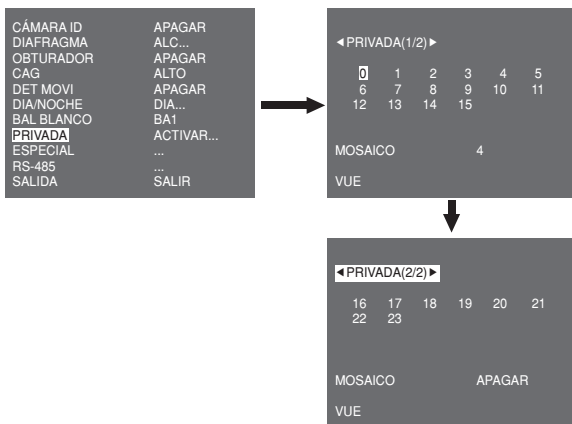 CÁMARA ID APAGAR
DIAFRAGMA ALC...
OBTURADOR APAGAR
CAG ALTO
DET MOVI APAGAR
DIA/NOCHE DIA...
BAL BLANCO BA1
PRIVADA ACTIVAR...
ESPECIAL ...
RS-485 ...
SALIDA SALIR
◀PRIVADA(1/2)▶
0 1 2 3 4 5
6 7 8 9 10 11
12 13 14 15
MOSAICO 4
VUE
◀PRIVADA(2/2)▶
16 17 18 19 20 21
22 23
MOSAICO APAGAR
VUE